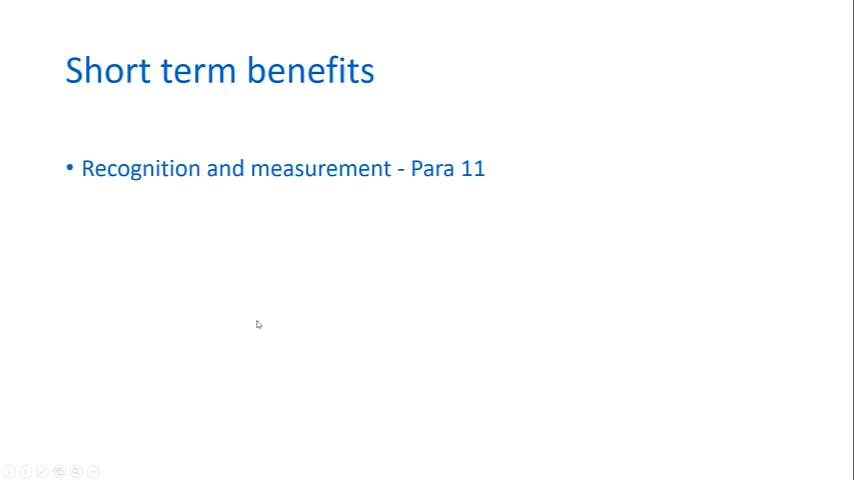 Short term benefits
• Recognition and measurement - Para 11